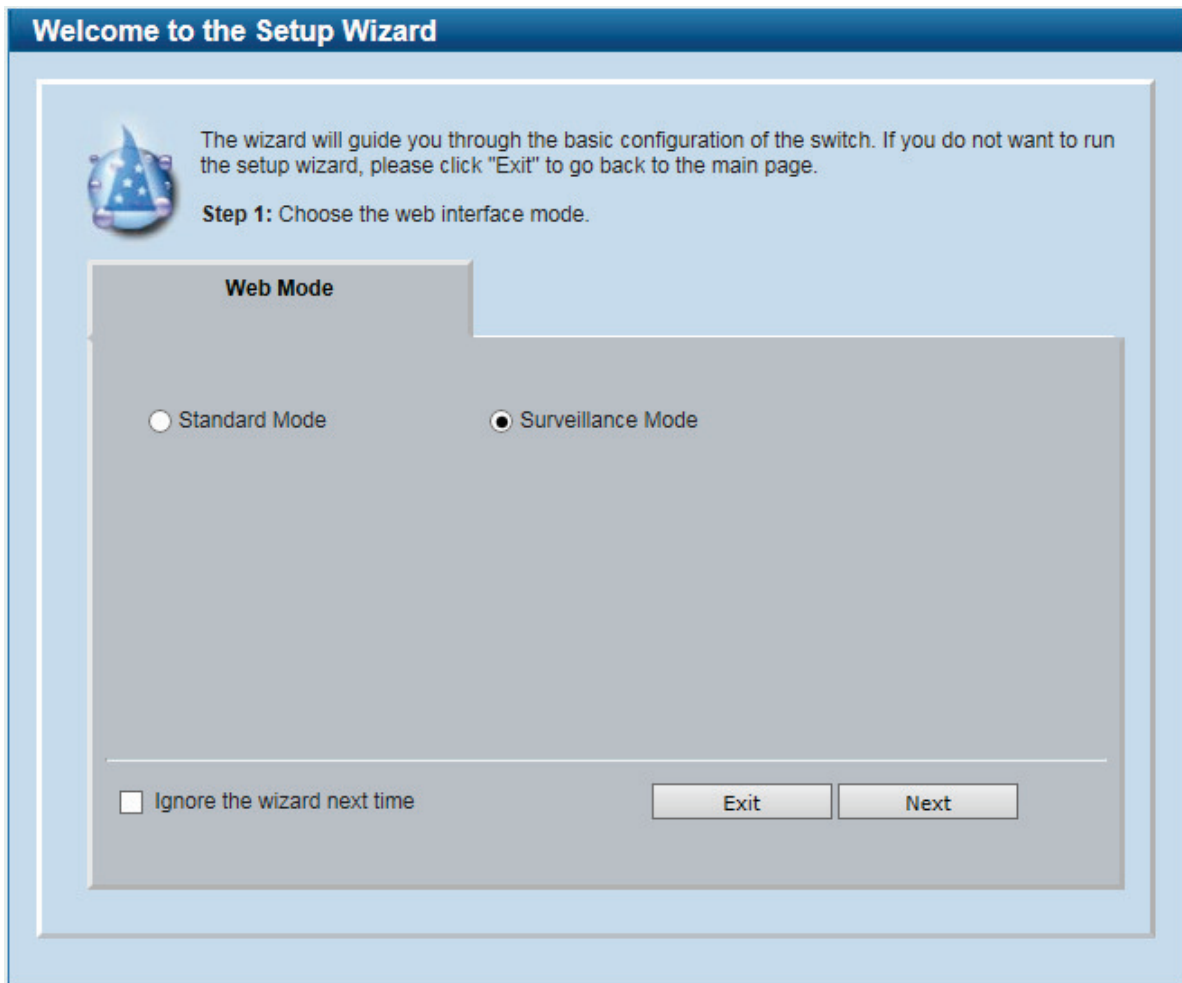 Welcome to the Setup Wizard
The wizard will guide you through the basic configuration of the switch. If you do not want to run
the setup wizard, please click "Exit" to go back to the main page.
Step 1: Choose the web interface mode.
Web Mode
Standard Mode
Surveillance Mode
Ignore the wizard next time
Exit
Next